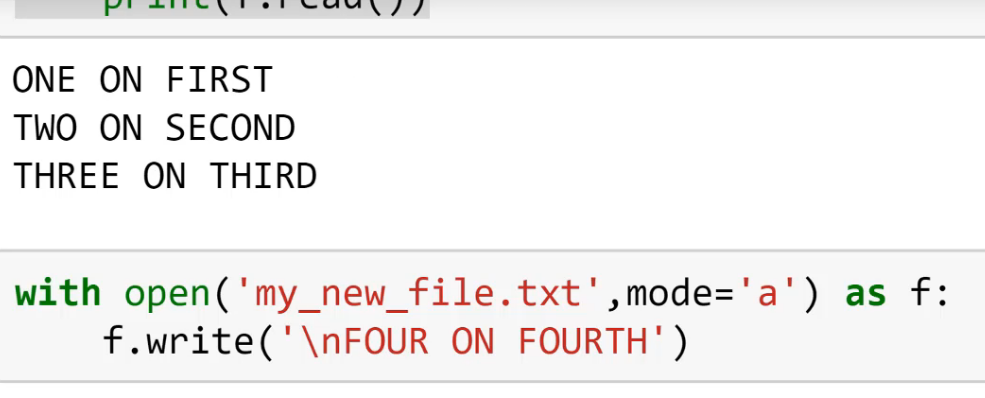 print(f.read())
ONE ON FIRST
TWO ON SECOND
THREE ON THIRD
with open('my_new_file.txt',mode='a') as f:
    f.write('\nFOUR ON FOURTH')